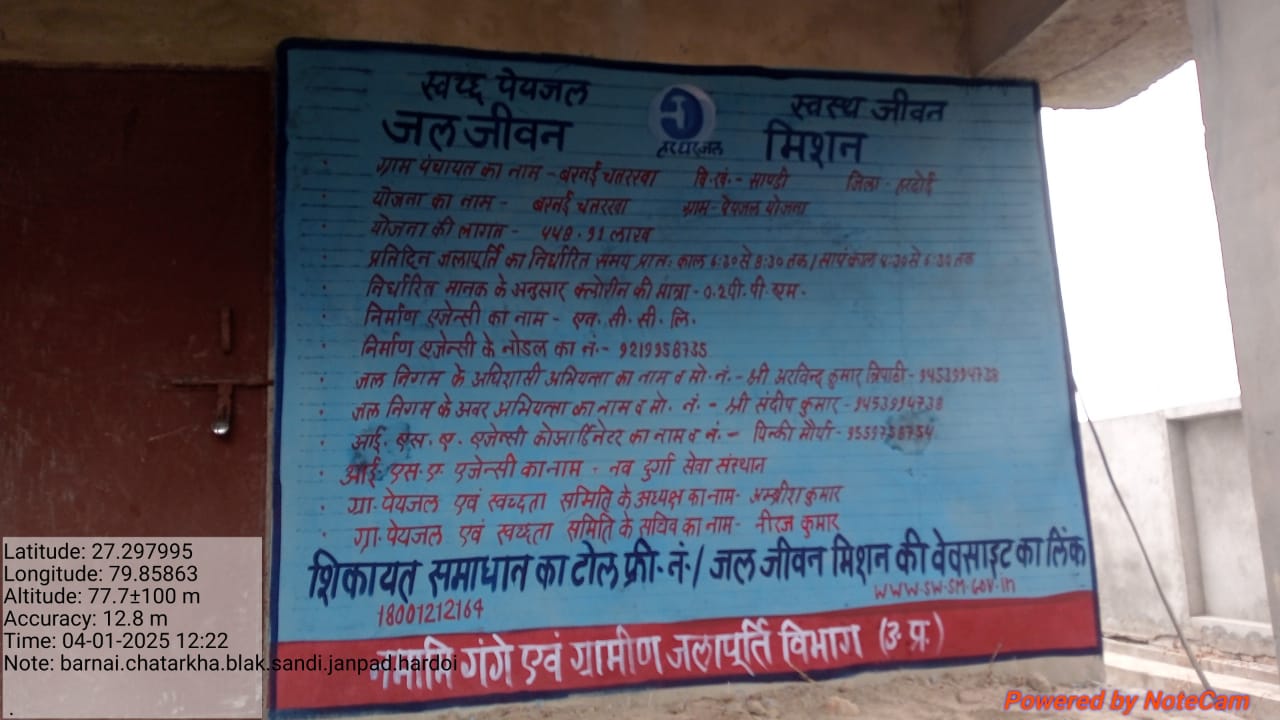 स्वच्छ पेयजल
स्वस्थ जीवन
जल जीवन मिशन
हर घर जल
ग्राम पंचायत का नाम - बरनई चतरखा वि.खं. - साण्डी जिला - हरदोई
योजना का नाम - बरनई चतरखा ग्राम - पेयजल योजना
योजना की लागत - ५५8.९९ लाख
प्रतिदिन जलापूर्ति का निर्धारित समय प्रातः काल 6:30 से 8:30 तक / सायंकाल ४:30 से 6:30 तक
निर्धारित मानक के अनुसार क्लोरीन की मात्रा - 0.2 पी.पी.एम.
निर्माण एजेन्सी का नाम - एन.सी.सी.लि.
निर्माण एजेन्सी के नोडल का नं. - 9219958735
जल निगम के अधिशासी अभियन्ता का नाम व मो.नं. - श्री अरविन्द कुमार त्रिपाठी - 9453994738
जल निगम के अवर अभियन्ता का नाम व मो. नं. - श्री संदीप कुमार - 9453994738
आई.एस.ए. एजेन्सी कोआर्डिनेटर का नाम व नं. - पिन्की मौर्या -
आई.एस.ए. एजेन्सी का नाम - नव दुर्गा सेवा संस्थान
ग्रा. पेयजल एवं स्वच्छता समिति के अध्यक्ष का नाम - अम्ब्रीश कुमार
ग्रा. पेयजल एवं स्वच्छता समिति के सचिव का नाम - नीरज कुमार
शिकायत समाधान का टोल फ्री. नं. / जल जीवन मिशन की वेवसाइट का लिंक
18001212164 www.sw.sm.gov.in
नमामि गंगे एवं ग्रामीण जलापूर्ति विभाग (उ.प्र.)
Latitude: 27.297995
Longitude: 79.85863
Altitude: 77.7±100 m
Accuracy: 12.8 m
Time: 04-01-2025 12:22
Note: barnai.chatarkha.blak.sandi.janpad.hardoi
.
Powered by NoteCam